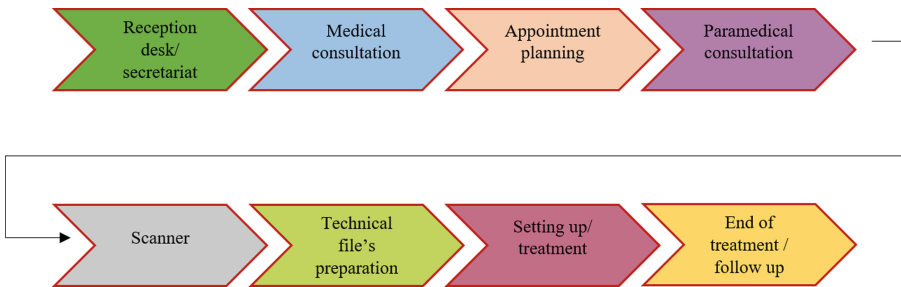 Reception
desk/
secretariat
Medical
consultation
Appointment
planning
Paramedical
consultation
Scanner
Technical
file’s
preparation
Setting up/
treatment
End of
treatment /
follow up